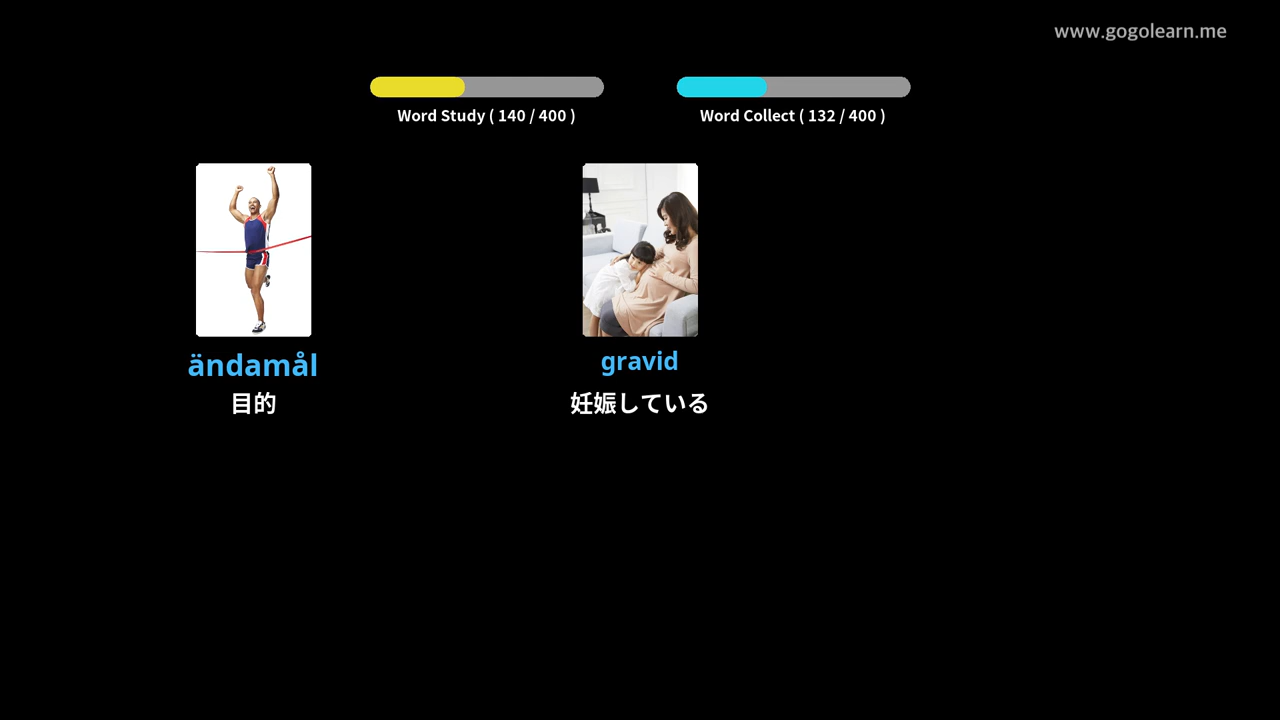 www.gogolearn.me
Word Study ( 140 / 400 )
Word Collect ( 132 / 400 )
ändamål
目的
gravid
妊娠している